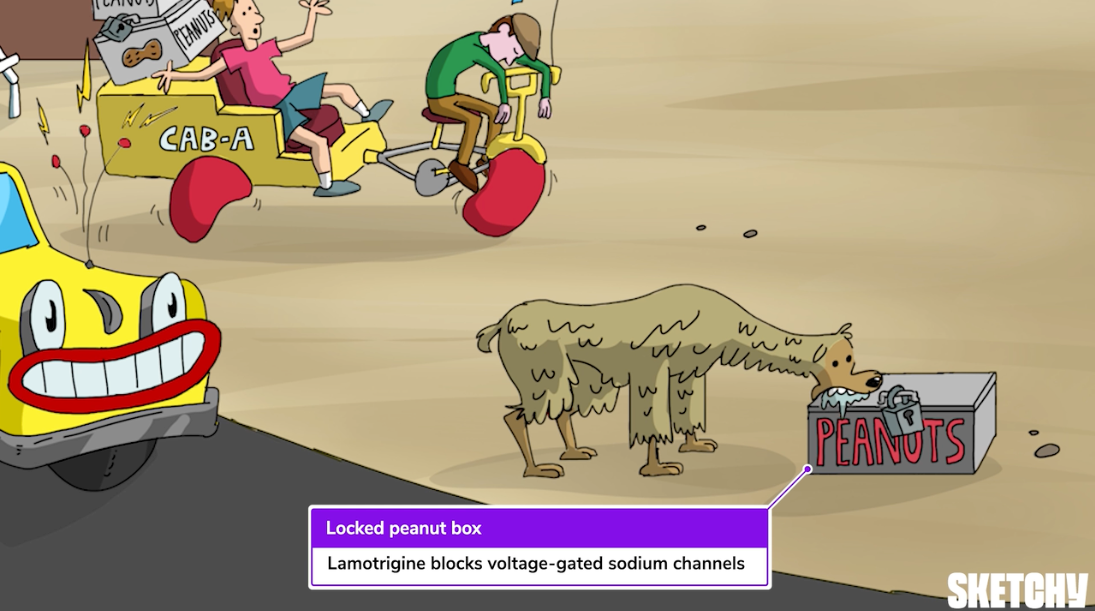 PEANUTS
PEANUTS
CAB-A
PEANUTS
Locked peanut box
Lamotrigine blocks voltage-gated sodium channels
SKETCHY